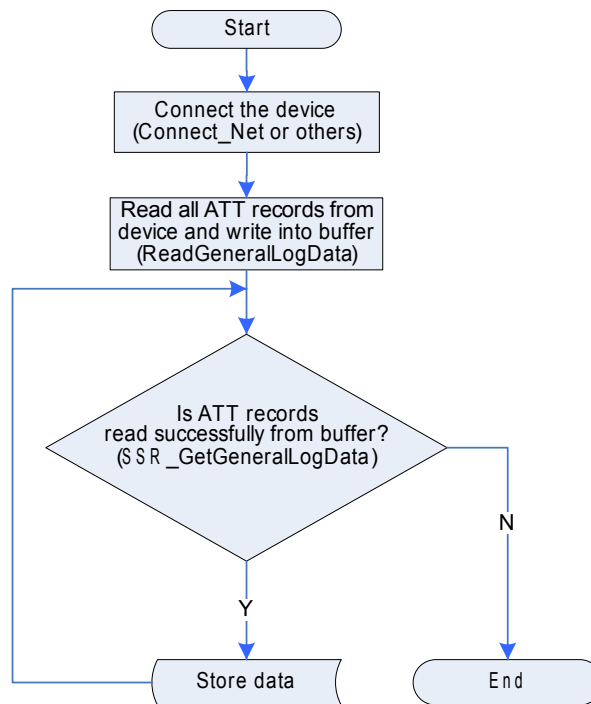 Start
Connect the device
(Connect_Net or others)
Read all ATT records from
device and write into buffer
(ReadGeneralLogData)
Is ATT records
read successfully from buffer?
(SSR_GetGeneralLogData)
N
Y
Store data
End